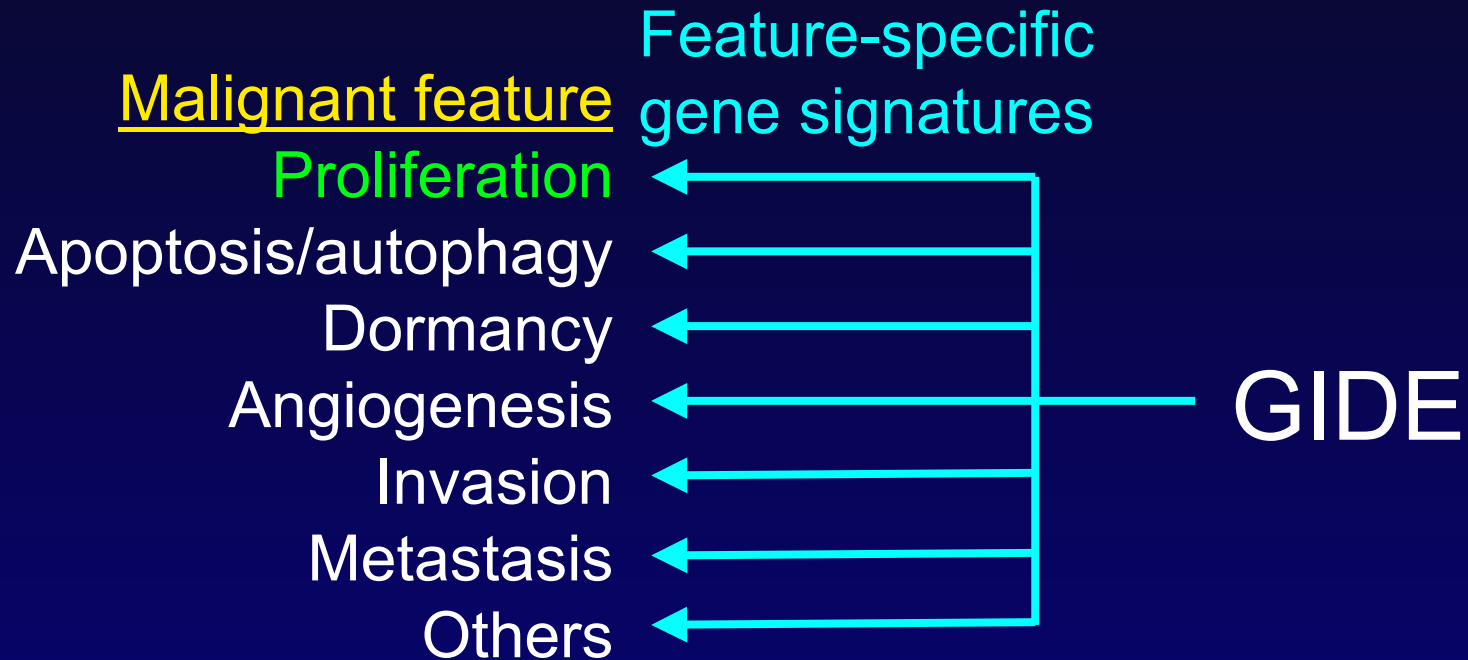 Feature-specific
gene signatures
Malignant feature
Proliferation
Apoptosis/autophagy
Dormancy
Angiogenesis
Invasion
Metastasis
Others
GIDE